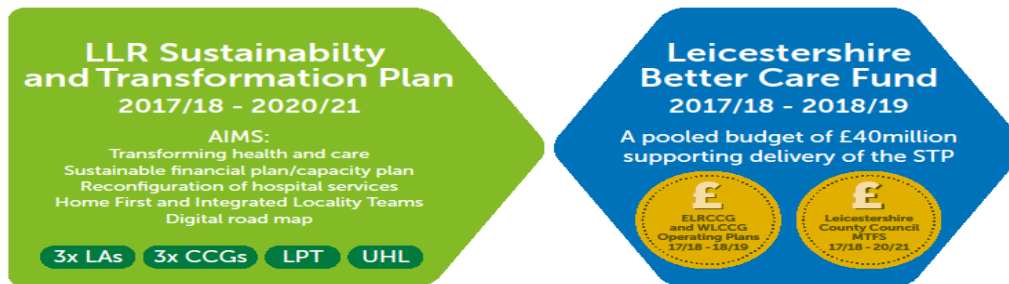 LLR Sustainabilty
and Transformation Plan
2017/18 - 2020/21
AIMS:
Transforming health and care
Sustainable financial plan/capacity plan
Reconfiguration of hospital services
Home First and Integrated Locality Teams
Digital road map
3x LAs
3x CCGs
LPT
UHL
Leicestershire
Better Care Fund
2017/18 - 2018/19
A pooled budget of £40million
supporting delivery of the STP
£
ELRCCG
and WLCCG
Operating Plans
17/18 - 18/19
£
Leicestershire
County Council
MTFS
17/18 - 20/21